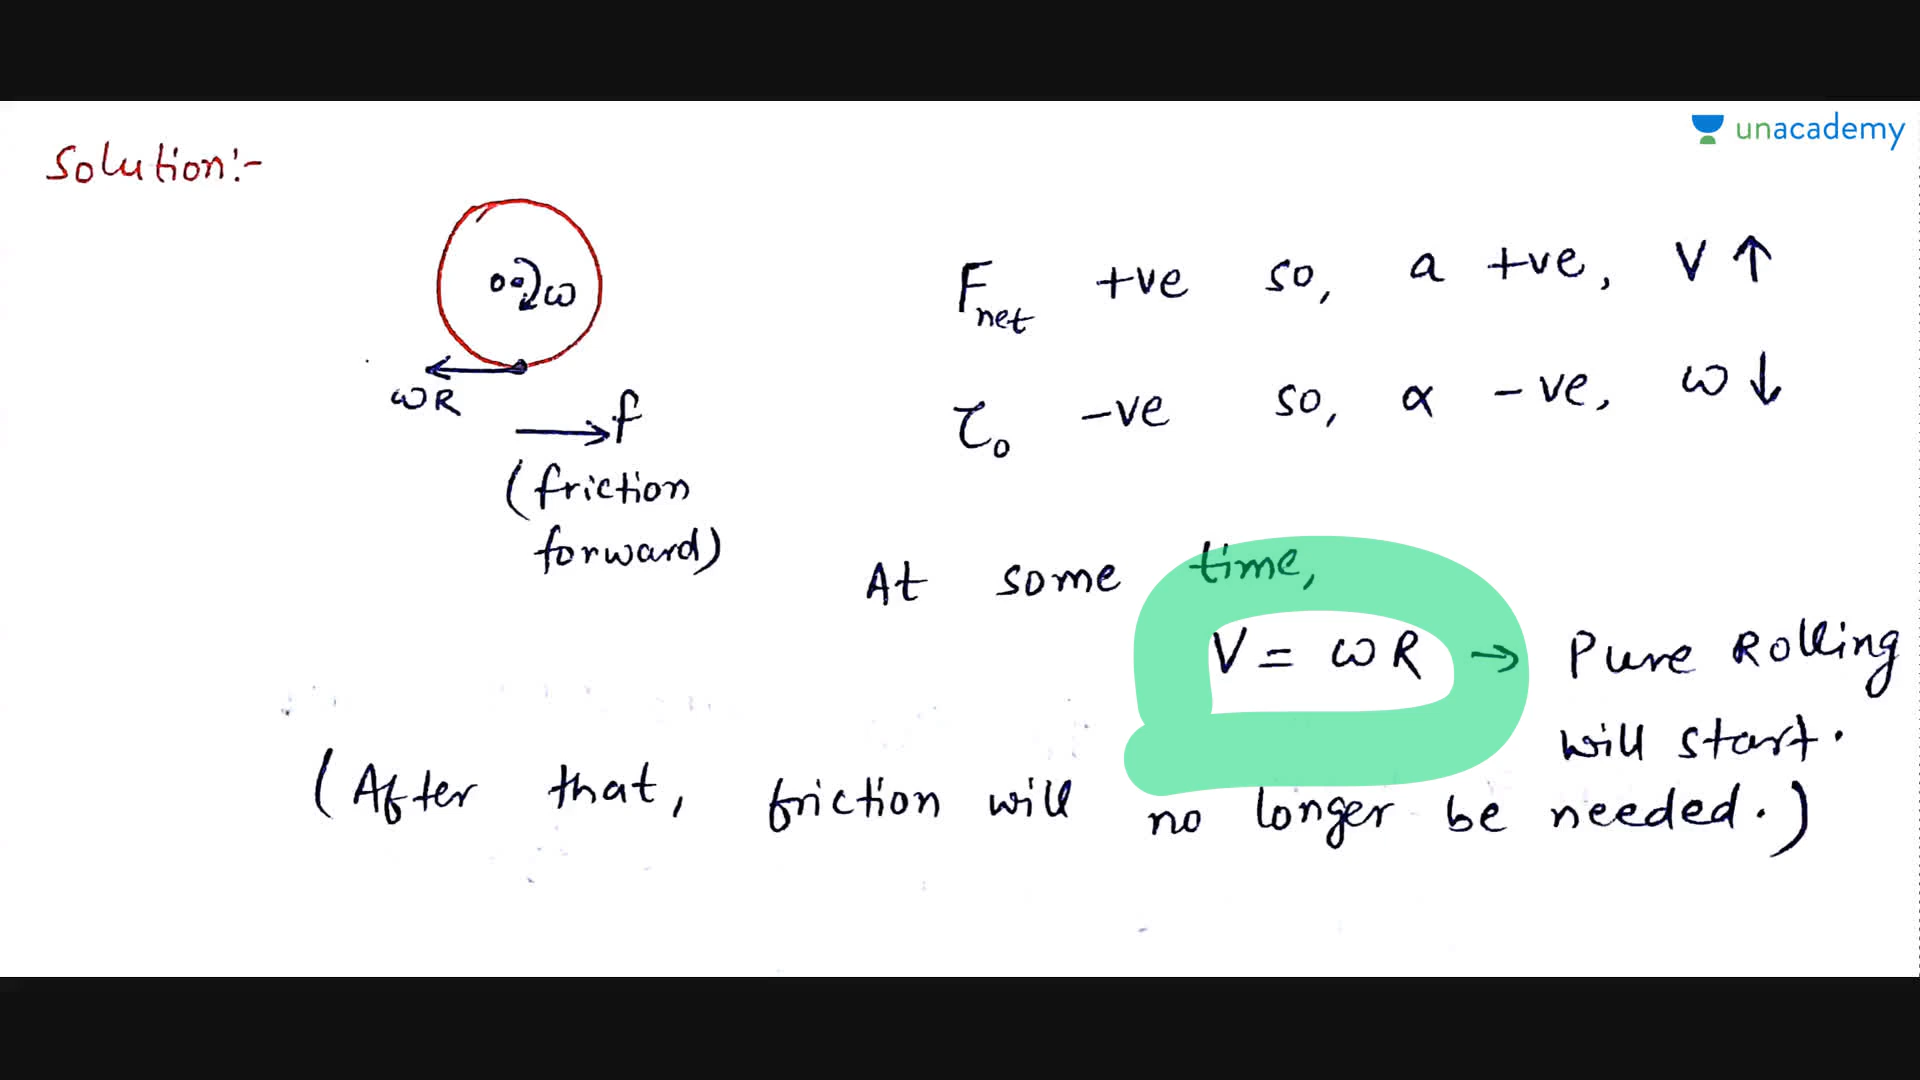 unacademy
Solution:-
ω
ωR
f
(friction
forward)
Fnet +ve so, a +ve, V ↑
τ₀ -ve so, α -ve, ω ↓
At some time,
V = ωR → Pure Rolling
will start.
(After that, friction will no longer be needed.)